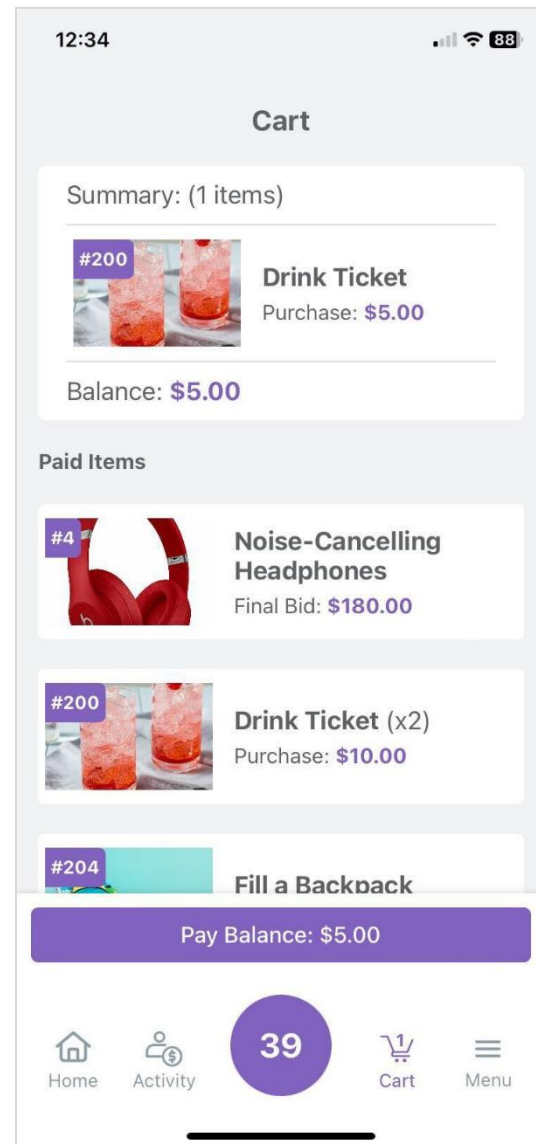 12:34
88
Cart
Summary: (1 items)
#200
Drink Ticket
Purchase: $5.00
Balance: $5.00
Paid Items
#4
Noise-Cancelling
Headphones
Final Bid: $180.00
#200
Drink Ticket (x2)
Purchase: $10.00
#204
Fill a Backpack
Pay Balance: $5.00
Home
Activity
39
1
Cart
Menu